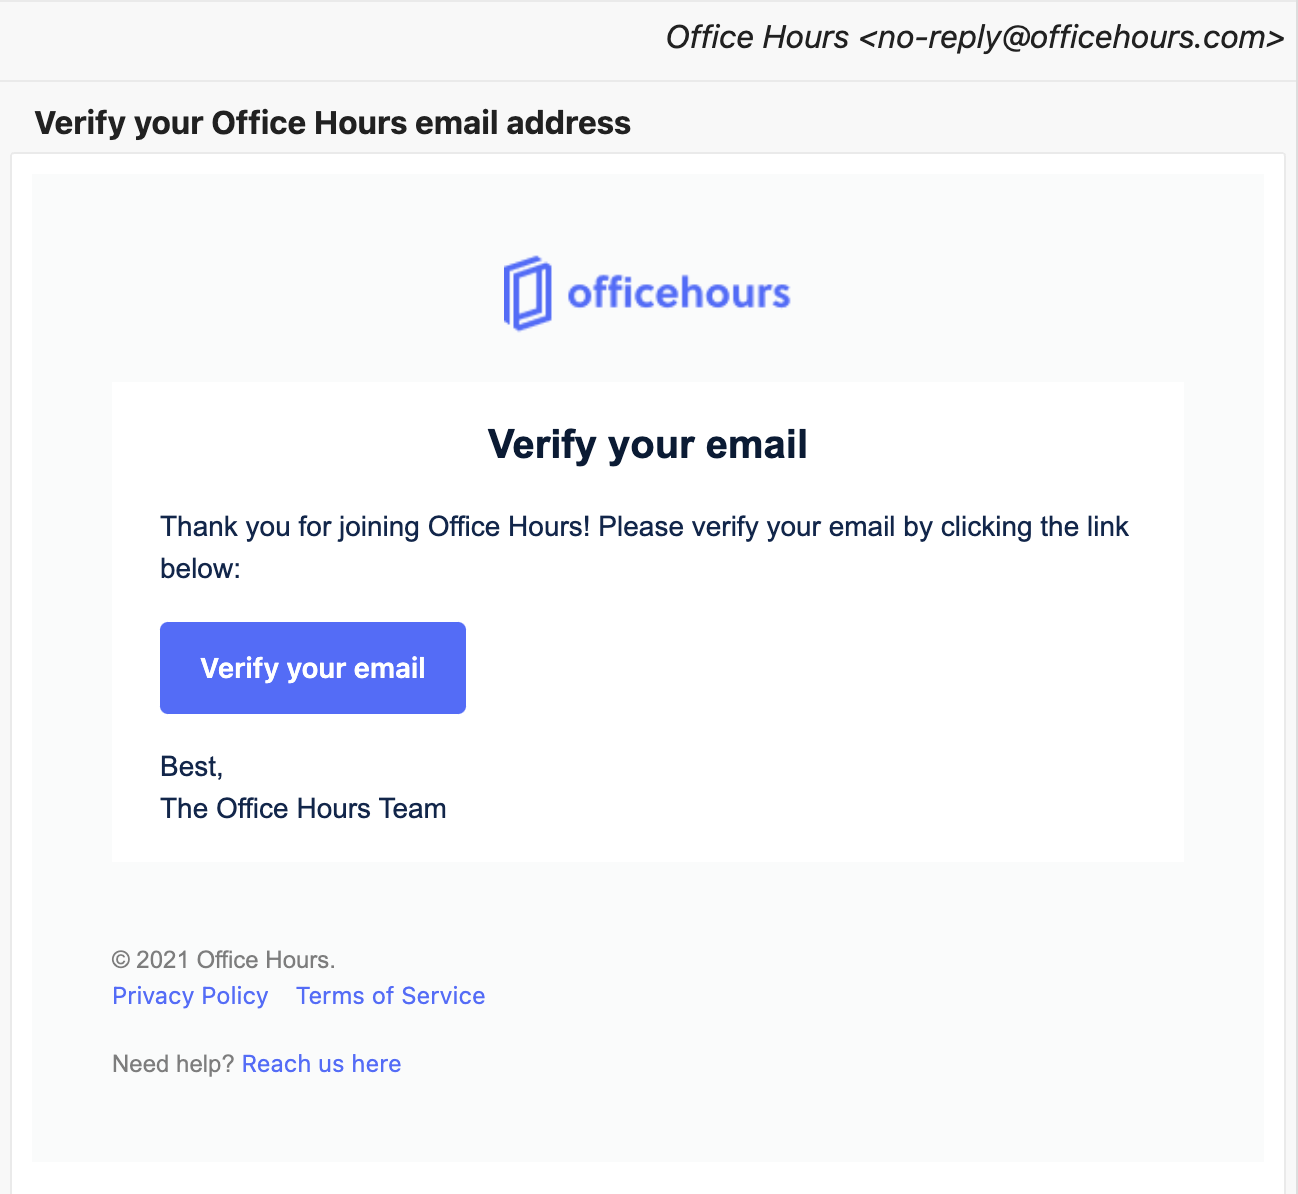 Office Hours <no-reply@officehours.com>
Verify your Office Hours email address
officehours
Verify your email
Thank you for joining Office Hours! Please verify your email by clicking the link
below:
Verify your email
Best,
The Office Hours Team
© 2021 Office Hours.
Privacy Policy Terms of Service
Need help? Reach us here